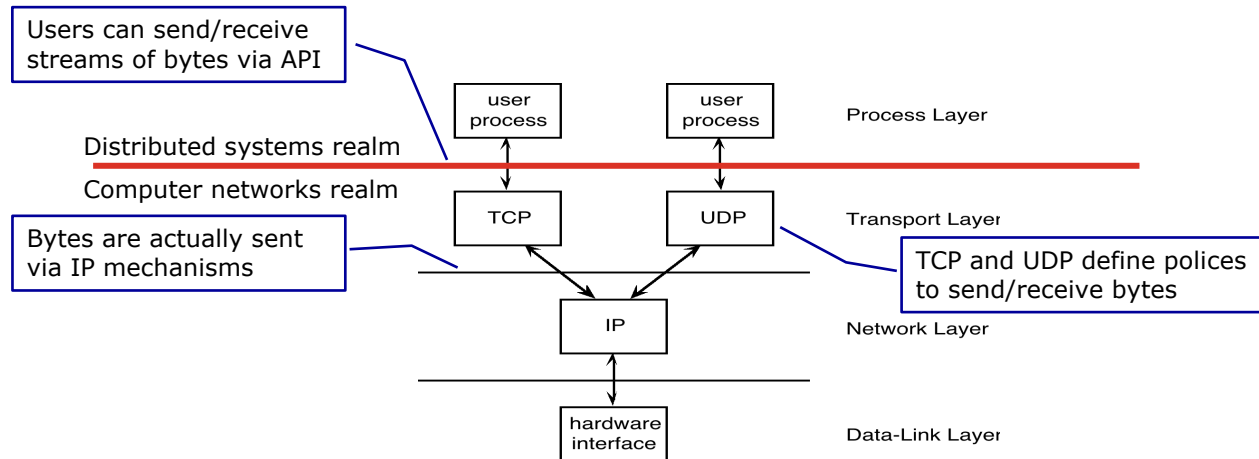 Users can send/receive
streams of bytes via API
user
process
user
process
Process Layer
Distributed systems realm
Computer networks realm
TCP
UDP
Transport Layer
Bytes are actually sent
via IP mechanisms
TCP and UDP define polices
to send/receive bytes
IP
Network Layer
hardware
interface
Data-Link Layer